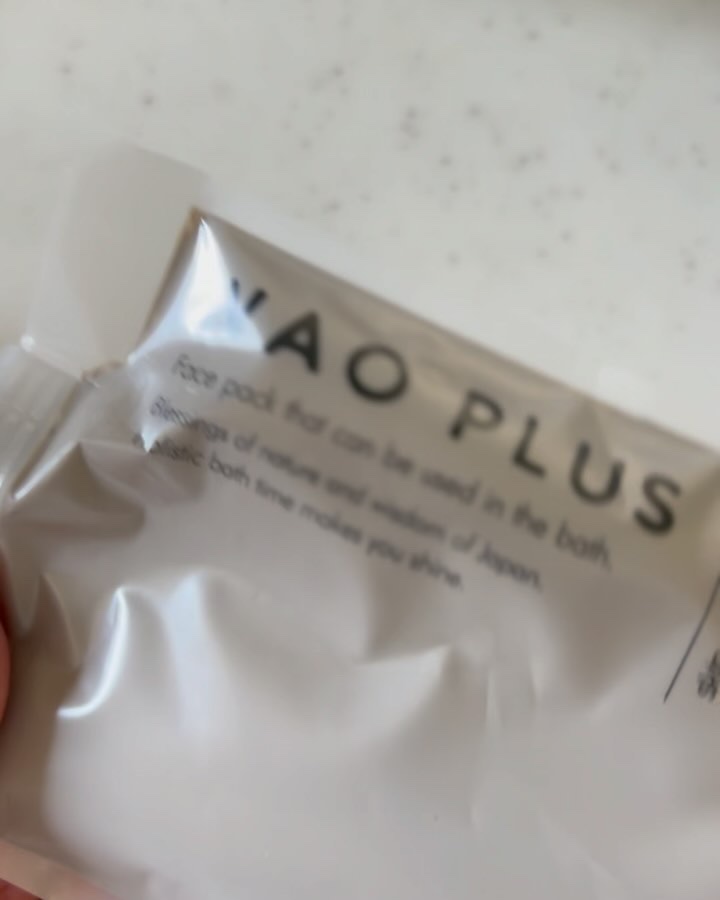 AO PLUS
Face pack that can be used in the bath.
Blessings of nature and wisdom of Japan.
bath time makes you shine.